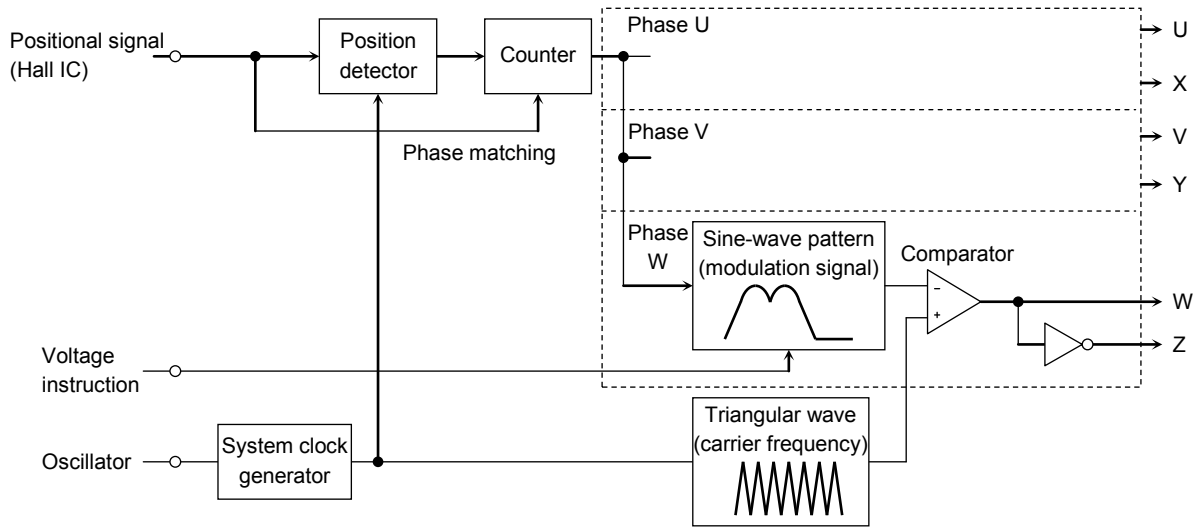 Positional signal
(Hall IC)
Position
detector
Counter
Phase matching
Phase U
U
X
Phase V
V
Y
Phase
W
Sine-wave pattern
(modulation signal)
Comparator
−
+
W
Z
Voltage
instruction
Oscillator
System clock
generator
Triangular wave
(carrier frequency)